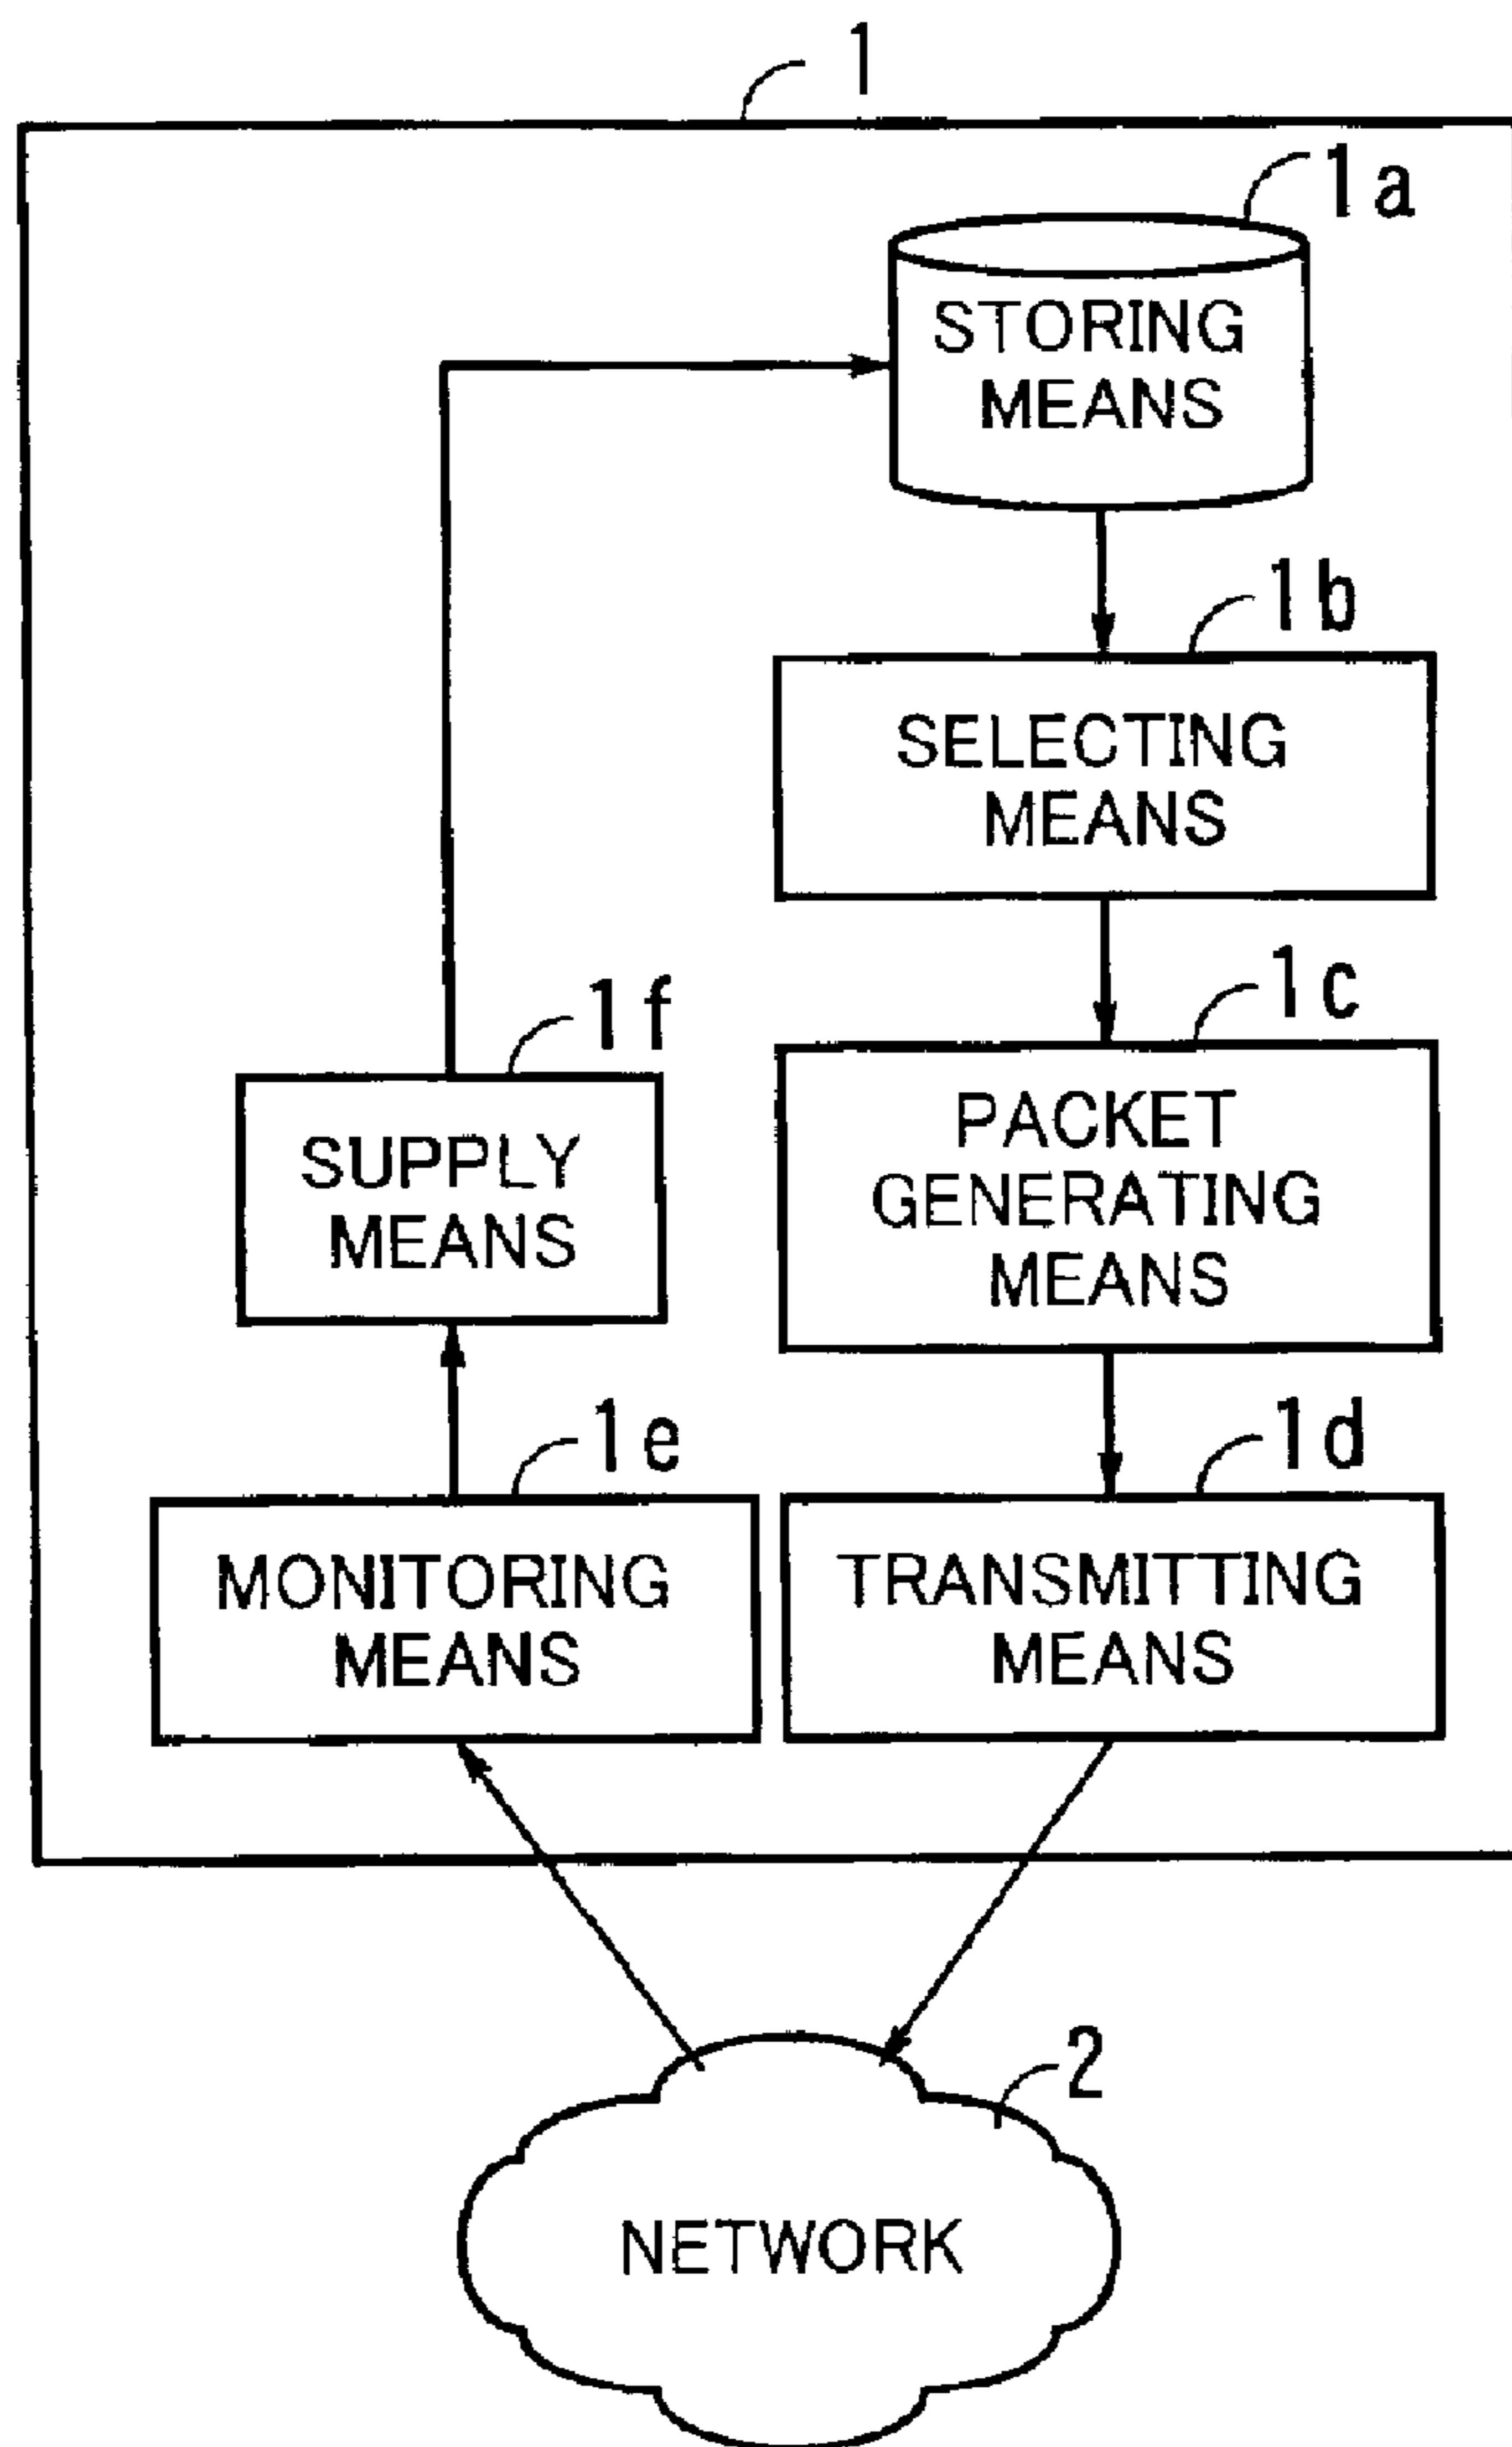 1
1a
STORING
MEANS
1b
SELECTING
MEANS
1c
PACKET
GENERATING
MEANS
1f
SUPPLY
MEANS
1e
MONITORING
MEANS
1d
TRANSMITTING
MEANS
2
NETWORK